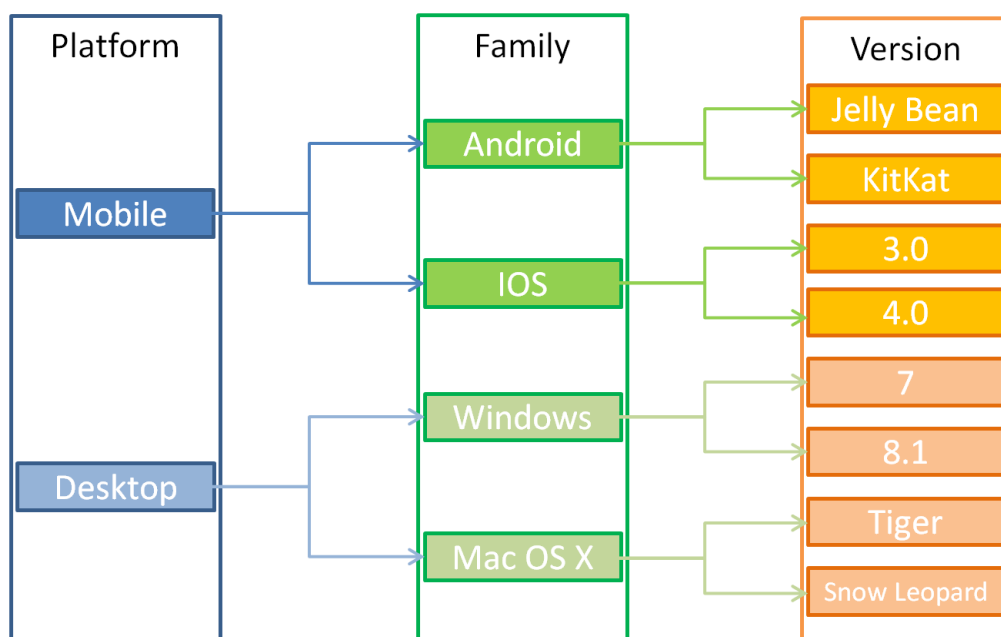 Platform
Mobile
Desktop
Family
Android
IOS
Windows
Mac OS X
Version
Jelly Bean
KitKat
3.0
4.0
7
8.1
Tiger
Snow Leopard